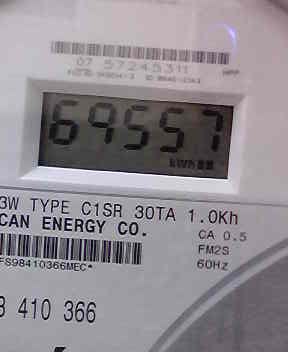 07 57245311
69557
kWh
3W TYPE C1SR 30TA 1.0Kh
CAN ENERGY CO.
CA 0.5
FM2S
60Hz
FS98410366MEC*
410 366